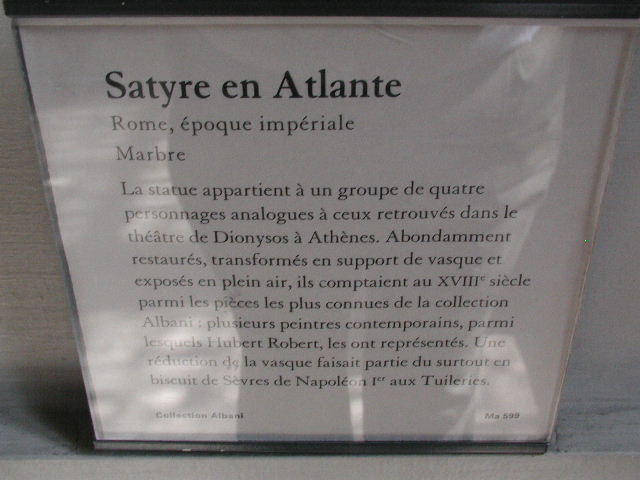 Satyre en Atlante
Rome, époque impériale
Marbre
La statue appartient à un groupe de quatre
personnages analogues à ceux retrouvés dans le
théâtre de Dionysos à Athènes. Abondamment
restaurés, transformés en support de vasque et
exposés en plein air, ils comptaient au XVIIIe siècle
parmi les pièces les plus connues de la collection
Albani : plusieurs peintres contemporains, parmi
lesquels Hubert Robert, les ont représentés. Une
réduction de la vasque faisait partie du surtout en
biscuit de Sèvres de Napoléon Ier aux Tuileries.
Collection Albani Ma 599